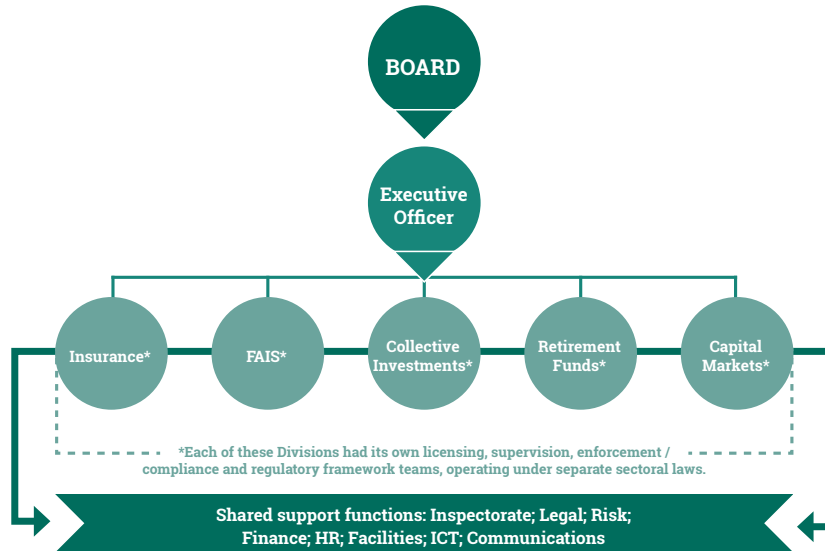 BOARD
Executive
Officer
Insurance*
FAIS*
Collective
Investments*
Retirement
Funds*
Capital
Markets*
*Each of these Divisions had its own licensing, supervision, enforcement /
compliance and regulatory framework teams, operating under separate sectoral laws.
Shared support functions: Inspectorate; Legal; Risk;
Finance; HR; Facilities; ICT; Communications